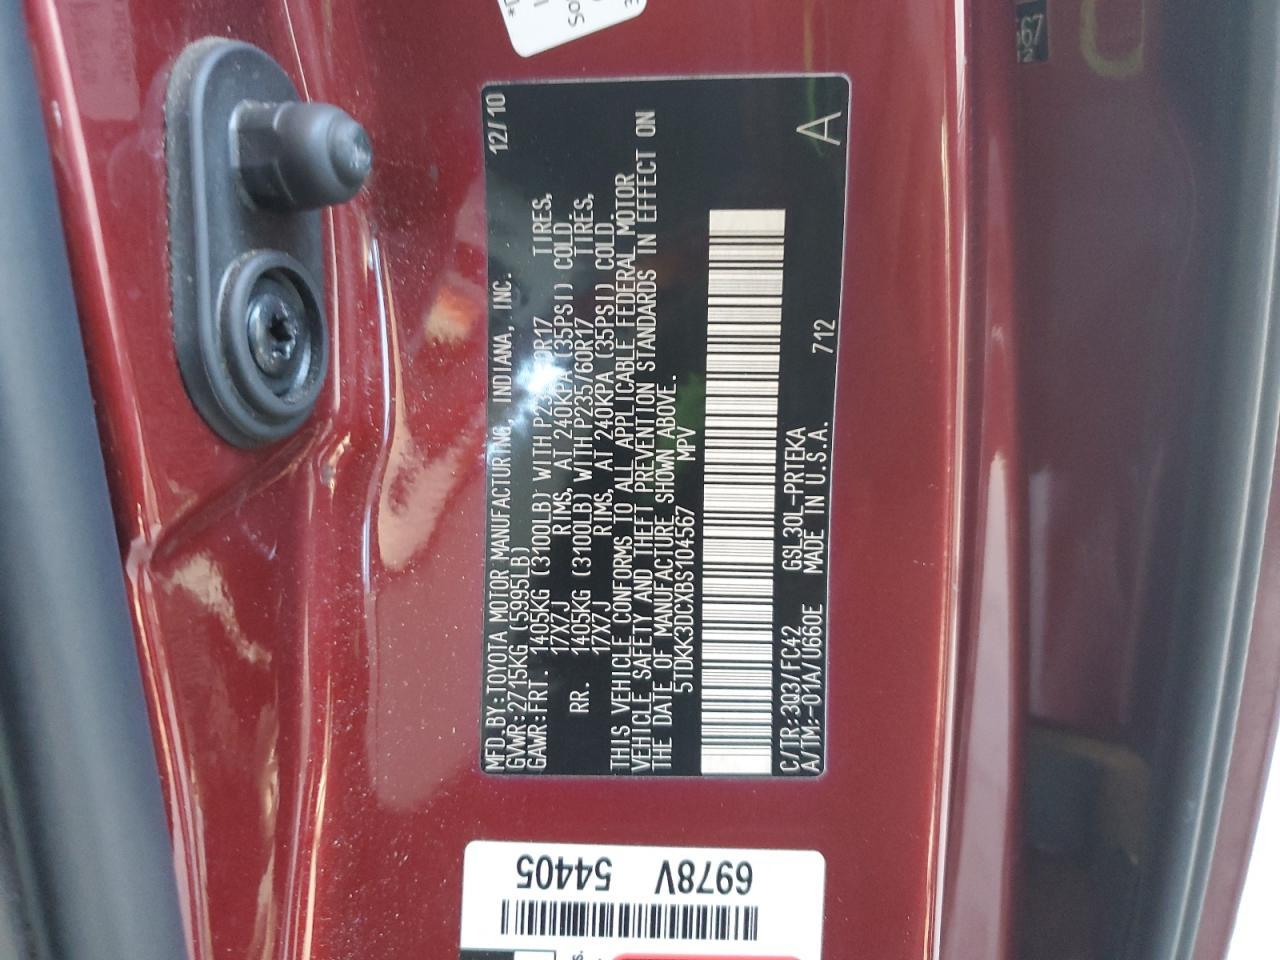 MFD.BY:TOYOTA MOTOR MANUFACTURING, INDIANA, INC. 12/10
GVWR:2715KG (5995LB)
GAWR:FRT. 1405KG (3100LB) WITH P235/60R17 TIRES,
17X7J RIMS, AT 240KPA (35PSI) COLD.
RR. 1405KG (3100LB) WITH P235/60R17 TIRES,
17X7J RIMS, AT 240KPA (35PSI) COLD.
THIS VEHICLE CONFORMS TO ALL APPLICABLE FEDERAL MOTOR
VEHICLE SAFETY AND THEFT PREVENTION STANDARDS IN EFFECT ON
THE DATE OF MANUFACTURE SHOWN ABOVE.
5TDKK3DCXBS104567 MPV
C/TR:3Q3/FC42 GSL30L-PRTEKA
A/TM:-01A/U660E MADE IN U.S.A. 712 A
54405 6978V